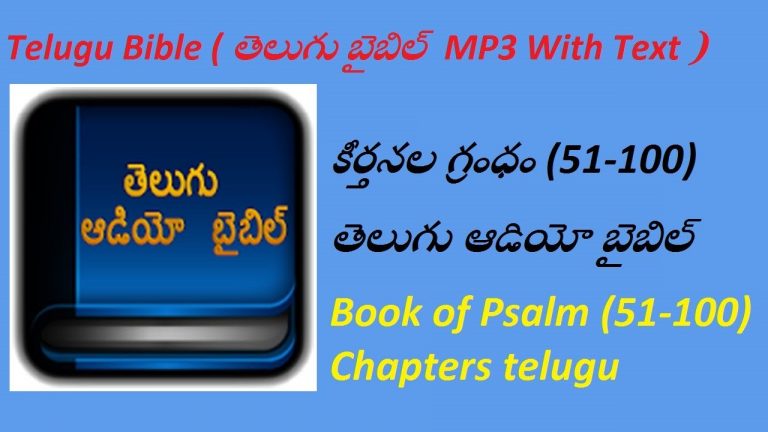 Telugu Bible ( తెలుగు బైబిల్ MP3 With Text )
తెలుగు
ఆడియో బైబిల్
కీర్తనల గ్రంధం (51-100)
తెలుగు ఆడియో బైబిల్
Book of Psalm (51-100)
Chapters telugu